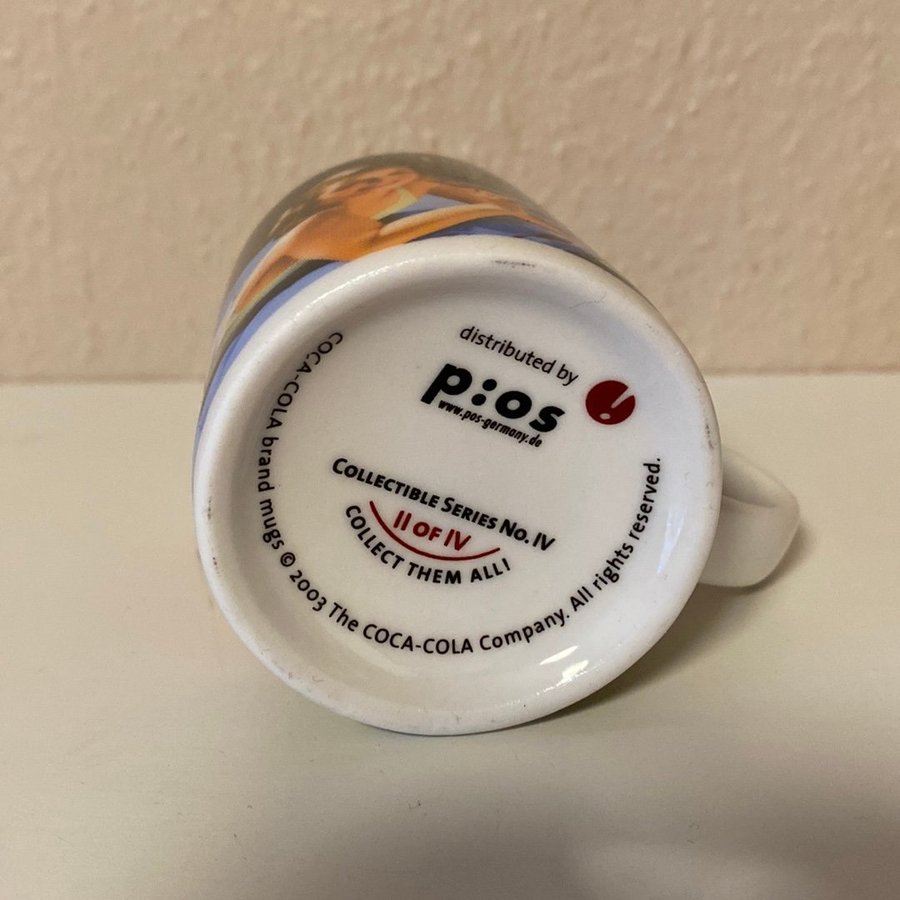 distributed by
p:os
www.pos-germany.de
COLLECTIBLE SERIES NO. IV
II OF IV
COLLECT THEM ALL!
COCA-COLA brand mugs © 2003 The COCA-COLA Company. All rights reserved.